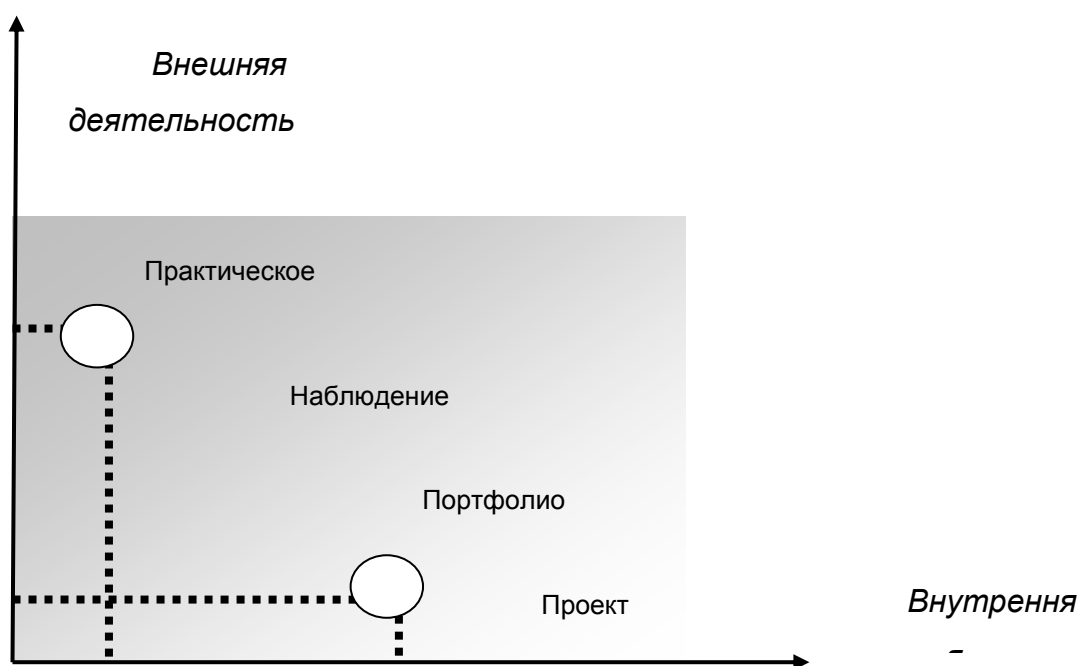 Внешняя
деятельность
Практическое
Наблюдение
Портфолио
Проект
Внутрення